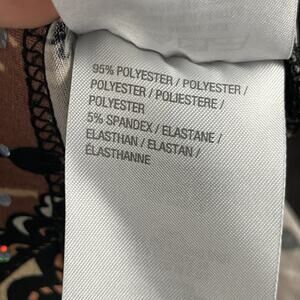 95% POLYESTER / POLYESTER /
POLYESTER / POLIESTERE /
POLYESTER
5% SPANDEX / ELASTANE /
ELASTHAN / ELASTAN /
ÉLASTHANNE